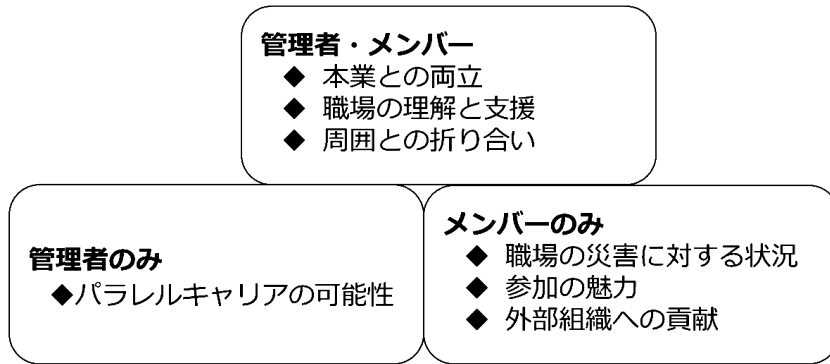 管理者・メンバー
◆ 本業との両立
◆ 職場の理解と支援
◆ 周囲との折り合い
管理者のみ
◆パラレルキャリアの可能性
メンバーのみ
◆ 職場の災害に対する状況
◆ 参加の魅力
◆ 外部組織への貢献